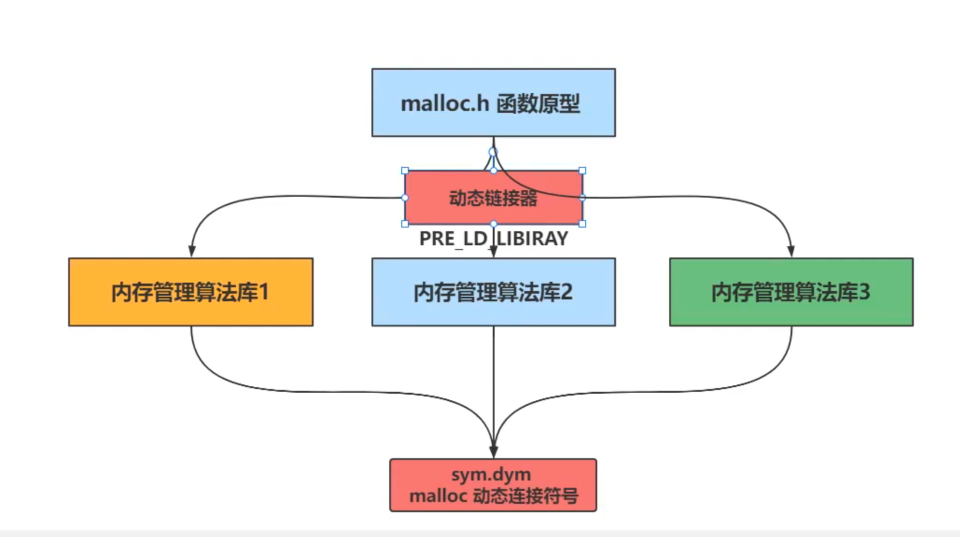 malloc.h 函数原型
动态链接器
PRE_LD_LIBIRAY
内存管理算法库1
内存管理算法库2
内存管理算法库3
sym.dym
malloc 动态连接符号